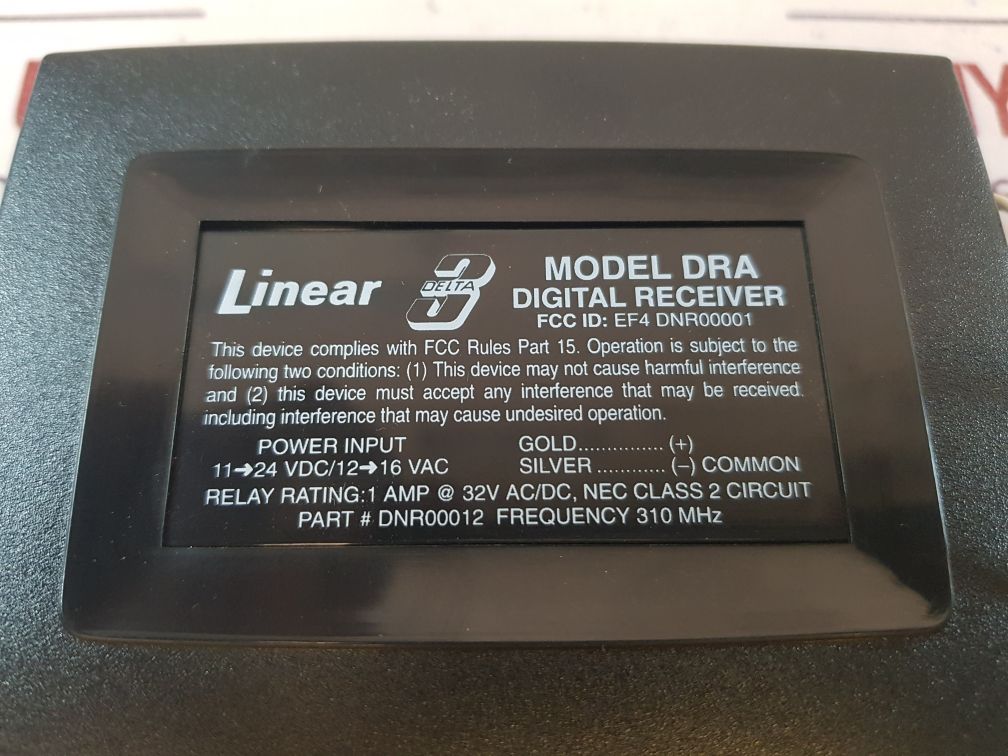 Linear
DELTA 3
MODEL DRA
DIGITAL RECEIVER
FCC ID: EF4 DNR00001
This device complies with FCC Rules Part 15. Operation is subject to the
following two conditions: (1) This device may not cause harmful interference
and (2) this device must accept any interference that may be received.
including interference that may cause undesired operation.
POWER INPUT
11➔24 VDC/12➔16 VAC
GOLD.............. (+)
SILVER ............ (–) COMMON
RELAY RATING:1 AMP @ 32V AC/DC, NEC CLASS 2 CIRCUIT
PART # DNR00012 FREQUENCY 310 MHz